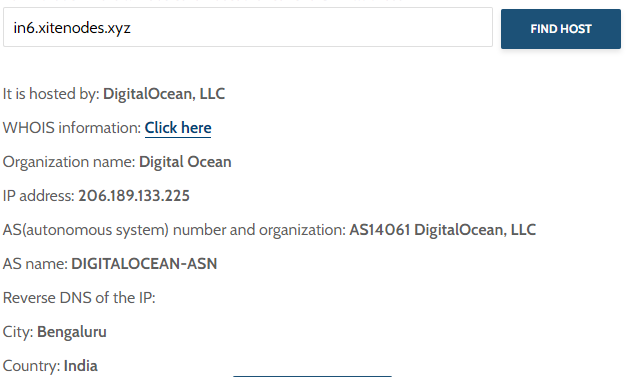 in6.xitenodes.xyz
FIND HOST
It is hosted by: DigitalOcean, LLC
WHOIS information: Click here
Organization name: Digital Ocean
IP address: 206.189.133.225
AS(autonomous system) number and organization: AS14061 DigitalOcean, LLC
AS name: DIGITALOCEAN-ASN
Reverse DNS of the IP:
City: Bengaluru
Country: India